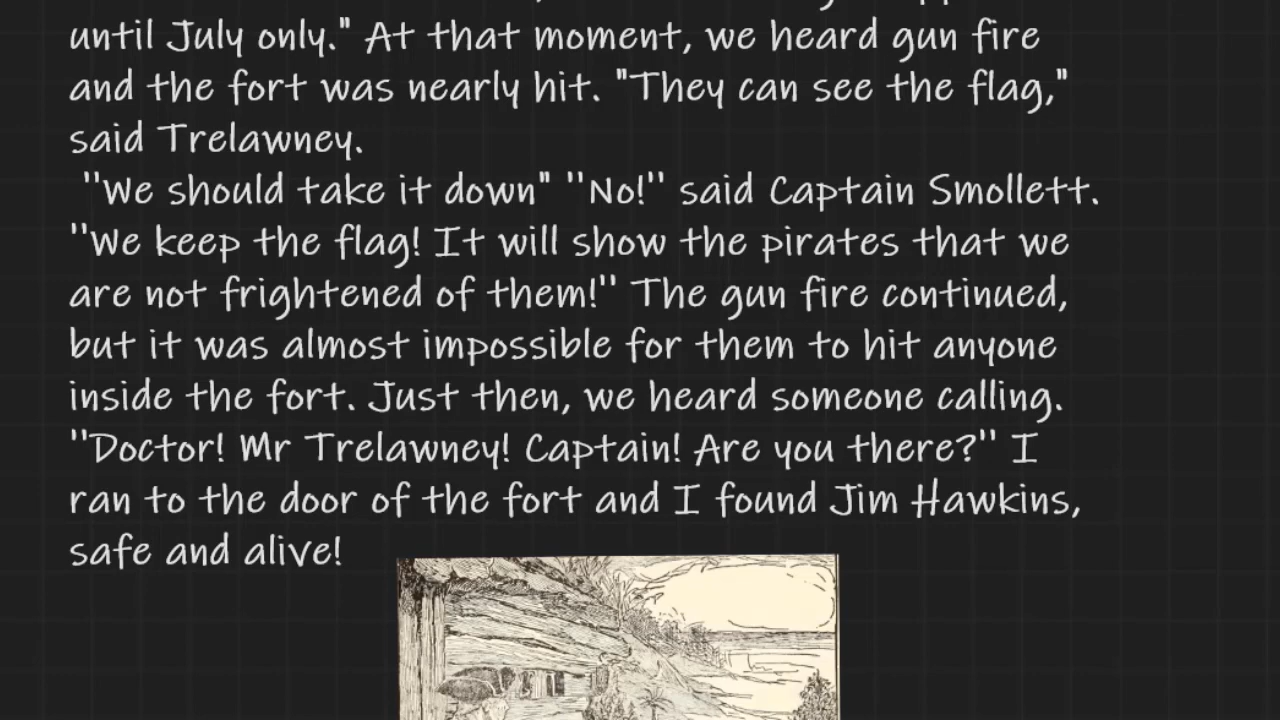 until July only." At that moment, we heard gun fire
and the fort was nearly hit. "They can see the flag,"
said Trelawney.
"We should take it down" "No!" said Captain Smollett.
"We keep the flag! It will show the pirates that we
are not frightened of them!" The gun fire continued,
but it was almost impossible for them to hit anyone
inside the fort. Just then, we heard someone calling.
"Doctor! Mr Trelawney! Captain! Are you there?" I
ran to the door of the fort and I found Jim Hawkins,
safe and alive!